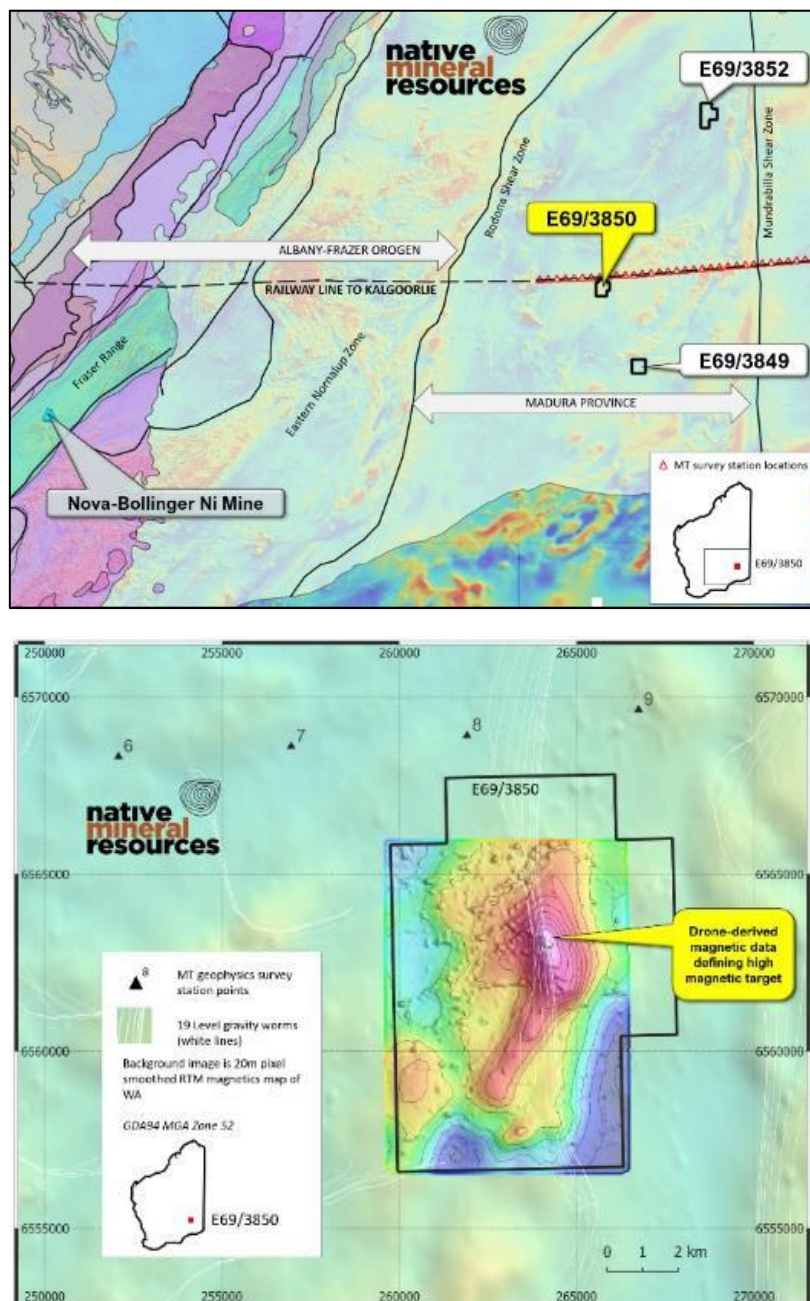 native
mineral
resources
E69/3852
Rodona Shear Zone
Mundrabilla Shear Zone
E69/3850
ALBANY-FRAZER OROGEN
RAILWAY LINE TO KALGOORLIE
Fraser Range
Eastern Nornalup Zone
E69/3849
MADURA PROVINCE
Nova-Bollinger Ni Mine
MT survey station locations
E69/3850
250000
255000
260000
265000
270000
6570000
6570000
6
7
8
9
native
mineral
resources
E69/3850
6565000
6565000
Drone-derived
magnetic data
defining high
magnetic target
8
MT geophysics survey
station points
19 Level gravity worms
(white lines)
Background image is 20m pixel
smoothed RTM magnetics map of
WA
GDA94 MGA Zone 52
E69/3850
6560000
6560000
6555000
6555000
0 1 2 km
250000
255000
260000
265000
270000